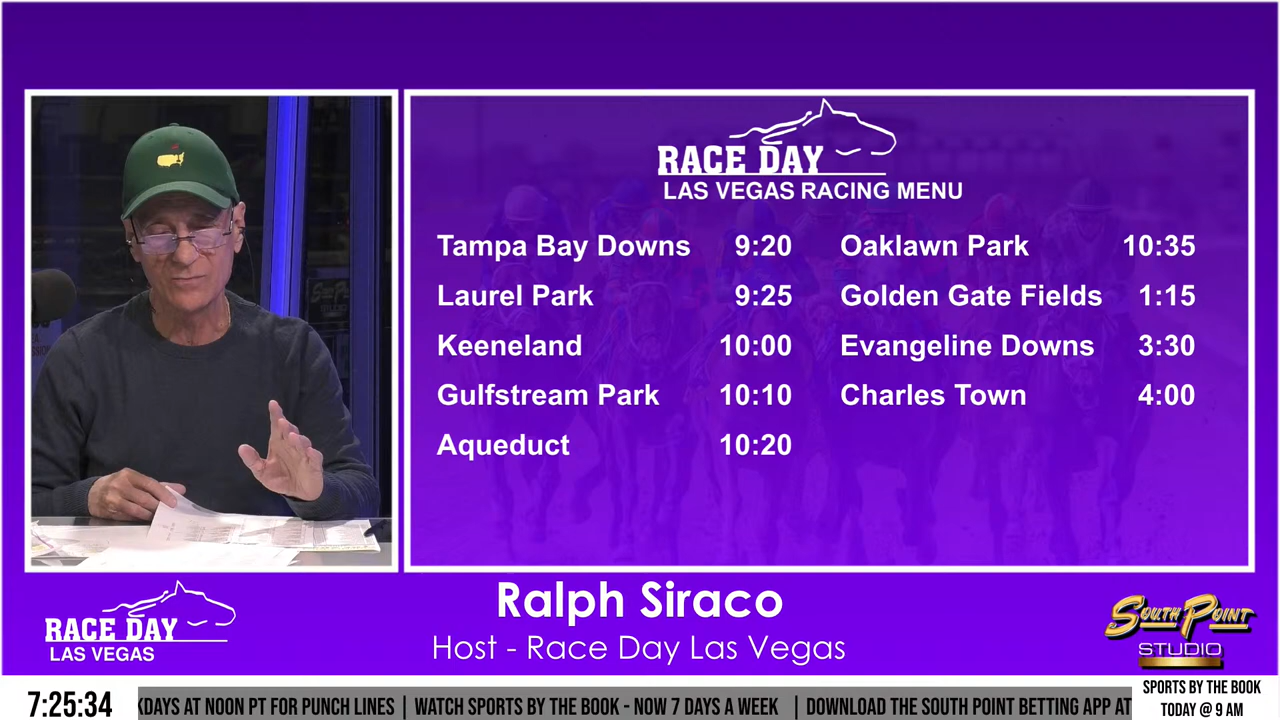 RACE DAY
LAS VEGAS RACING MENU
Tampa Bay Downs 9:20
Laurel Park 9:25
Keeneland 10:00
Gulfstream Park 10:10
Aqueduct 10:20
Oaklawn Park 10:35
Golden Gate Fields 1:15
Evangeline Downs 3:30
Charles Town 4:00
RACE DAY
LAS VEGAS
Ralph Siraco
Host - Race Day Las Vegas
SOUTH POINT
STUDIO
7:25:34
KDAYS AT NOON PT FOR PUNCH LINES | WATCH SPORTS BY THE BOOK - NOW 7 DAYS A WEEK | DOWNLOAD THE SOUTH POINT BETTING APP AT
SPORTS BY THE BOOK
TODAY @ 9 AM